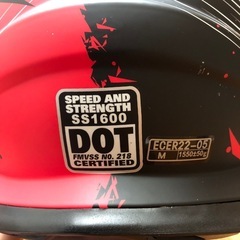 SPEED AND
STRENGTH
SS1600
DOT
FMVSS NO. 218
CERTIFIED
ECER22-05
M 1550±50g